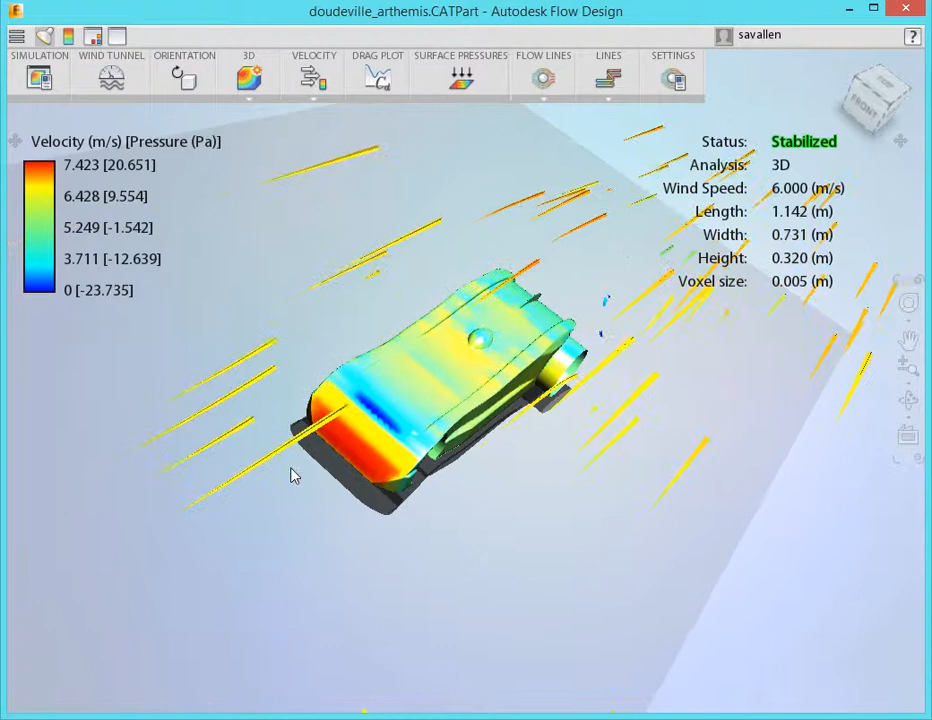 doudeville_arthemis.CATPart - Autodesk Flow Design
savallen
?
SIMULATION WIND TUNNEL ORIENTATION 3D VELOCITY DRAG PLOT SURFACE PRESSURES FLOW LINES LINES SETTINGS
Velocity (m/s) [Pressure (Pa)]
7.423 [20.651]
6.428 [9.554]
5.249 [-1.542]
3.711 [-12.639]
0 [-23.735]
Status: Stabilized
Analysis: 3D
Wind Speed: 6.000 (m/s)
Length: 1.142 (m)
Width: 0.731 (m)
Height: 0.320 (m)
Voxel size: 0.005 (m)
TOP
FRONT